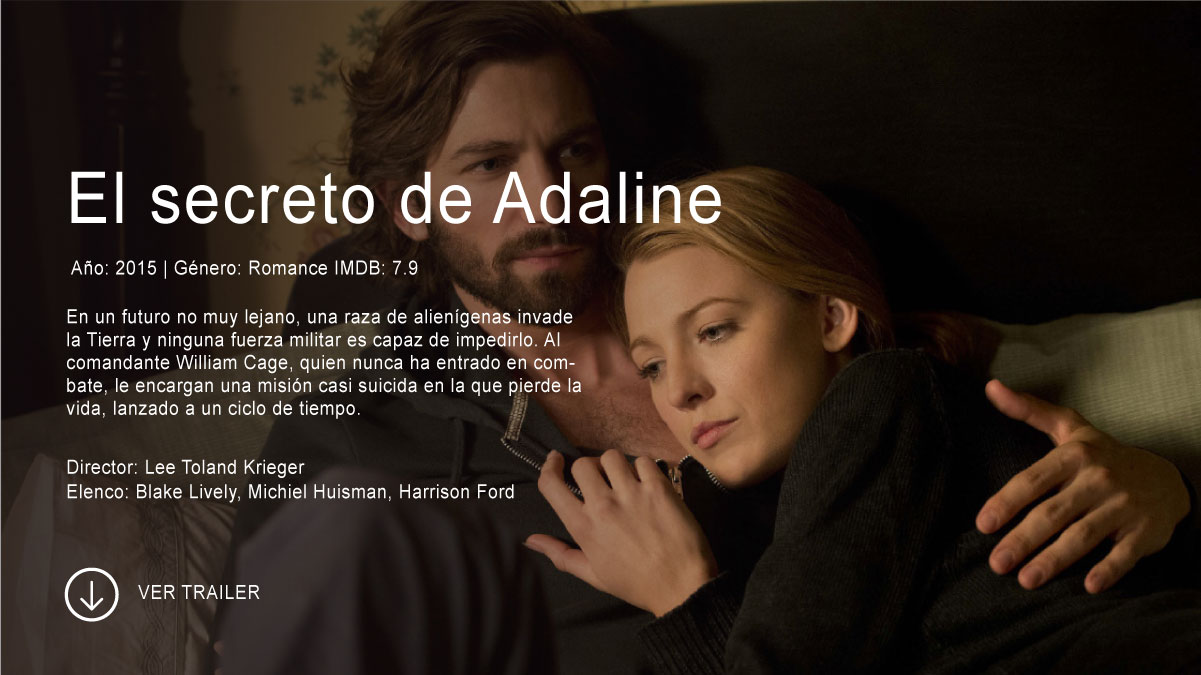 El secreto de Adaline
Año: 2015 | Género: Romance IMDB: 7.9
En un futuro no muy lejano, una raza de alienígenas invade
la Tierra y ninguna fuerza militar es capaz de impedirlo. Al
comandante William Cage, quien nunca ha entrado en com-
bate, le encargan una misión casi suicida en la que pierde la
vida, lanzado a un ciclo de tiempo.
Director: Lee Toland Krieger
Elenco: Blake Lively, Michiel Huisman, Harrison Ford
VER TRAILER